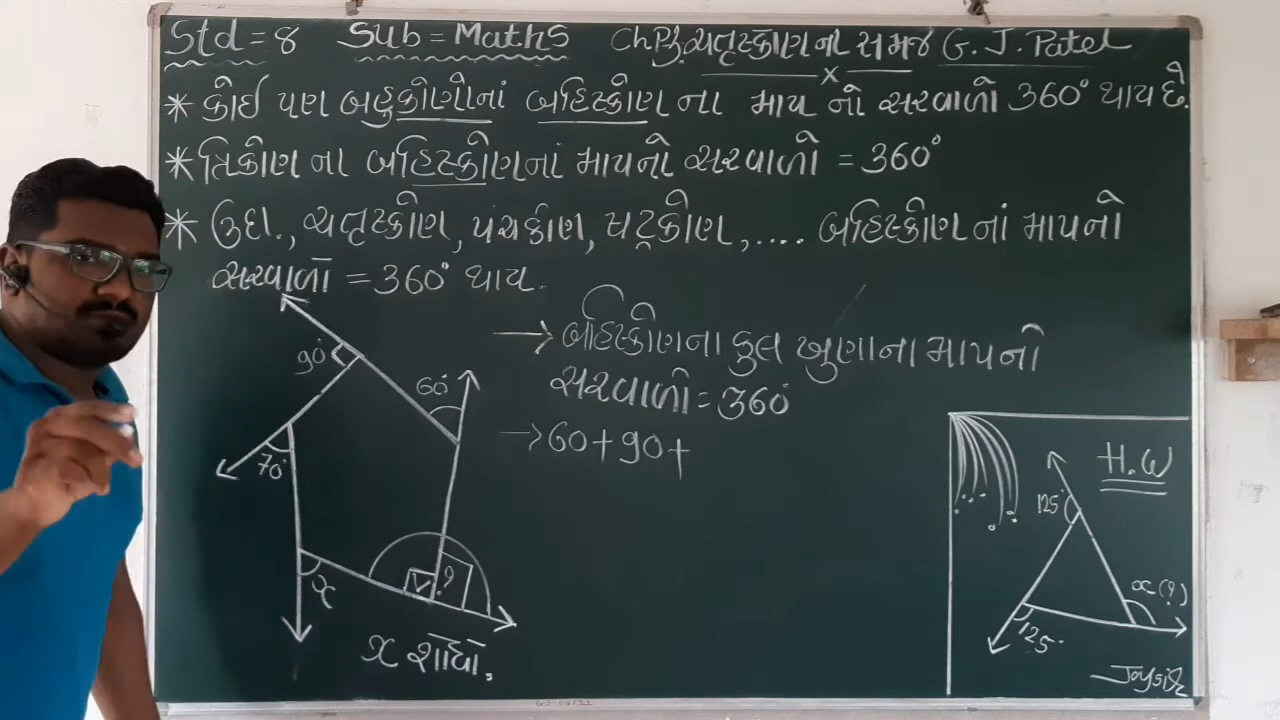 Std = 8 Sub = Maths Ch P3. ચતુષ્કોણની સમજ G. J. Patel
x
* કોઈ પણ બહુકોણોનાં બહિષ્કોણ ના માપ નો સરવાળો 360° થાય છે.
* ત્રિકોણ ના બહિષ્કોણનાં માપનો સરવાળો = 360°
* ઉદા., ચતુષ્કોણ, પંચકોણ, ષટ્કોણ, .... બહિષ્કોણ નાં માપનો
સરવાળો = 360° થાય.
→ બહિષ્કોણના કુલ ખુણાના માપનો
સરવાળો = 360°
→ 60 + 90 +
90°
60°
70°
x
?
x શોધો.
H.W
125°
x (?)
125°